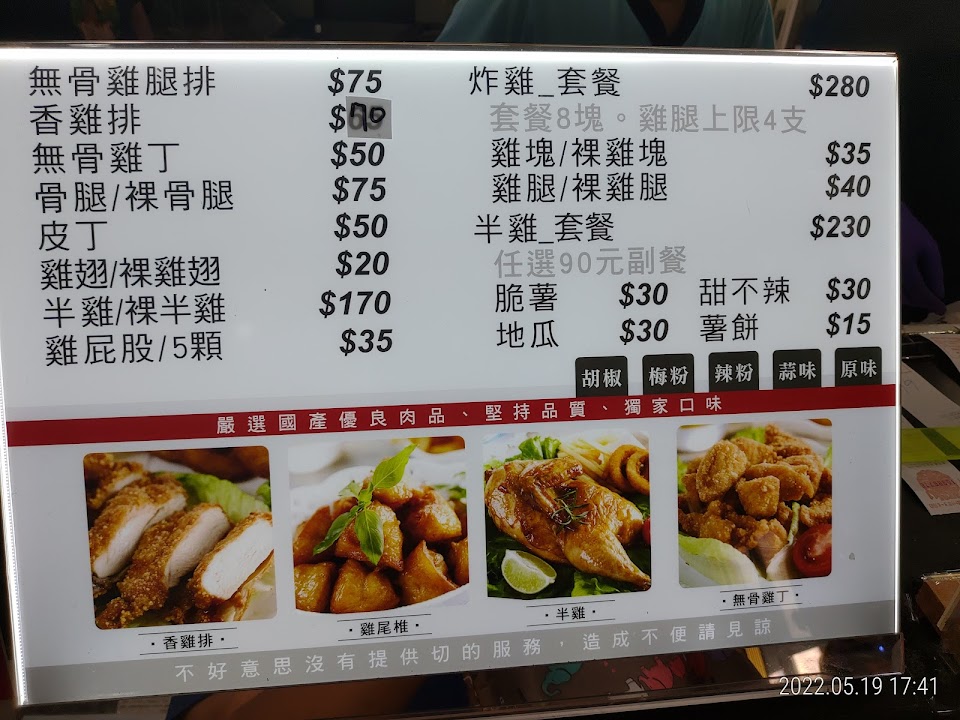 無骨雞腿排 $75
香雞排 $70
無骨雞丁 $50
骨腿/裸骨腿 $75
皮丁 $50
雞翅/裸雞翅 $20
半雞/裸半雞 $170
雞屁股/5顆 $35
炸雞_套餐 $280
套餐8塊。雞腿上限4支
雞塊/裸雞塊 $35
雞腿/裸雞腿 $40
半雞_套餐 $230
任選90元副餐
脆薯 $30 甜不辣 $30
地瓜 $30 薯餅 $15
胡椒 梅粉 辣粉 蒜味 原味
嚴選國產優良肉品、堅持品質、獨家口味
·香雞排· ·雞尾椎· ·半雞· ·無骨雞丁·
不好意思沒有提供切的服務，造成不便請見諒
2022.05.19 17:41